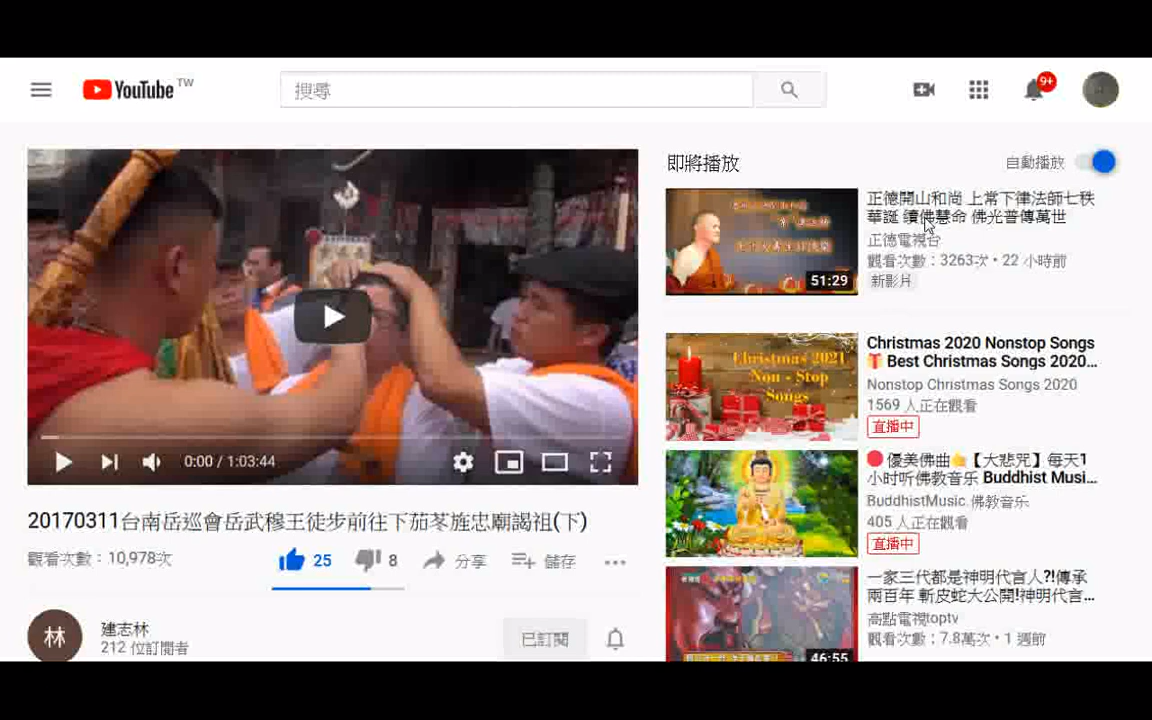 YouTube TW
搜尋
9+
0:00 / 1:03:44
20170311台南岳巡會岳武穆王徒步前往下茄苳旌忠廟謁祖(下)
觀看次數：10,978次
25
8
分享
儲存
林
建志林
212 位訂閱者
已訂閱
即將播放
自動播放
51:29
正德開山和尚 上常下律法師七秩
華誕 續佛慧命 佛光普傳萬世
正德電視台
觀看次數：3263次 • 22 小時前
新影片
Christmas 2021
Non - Stop
Songs
Christmas 2020 Nonstop Songs
🎁 Best Christmas Songs 2020...
Nonstop Christmas Songs 2020
1569 人正在觀看
直播中
🔴優美佛曲👈【大悲咒】每天1
小时听佛教音乐 Buddhist Musi...
BuddhistMusic 佛教音乐
405 人正在觀看
直播中
46:55
一家三代都是神明代言人?!傳承
兩百年 斬皮蛇大公開!神明代言...
高點電視toptv
觀看次數：7.8萬次 • 1 週前